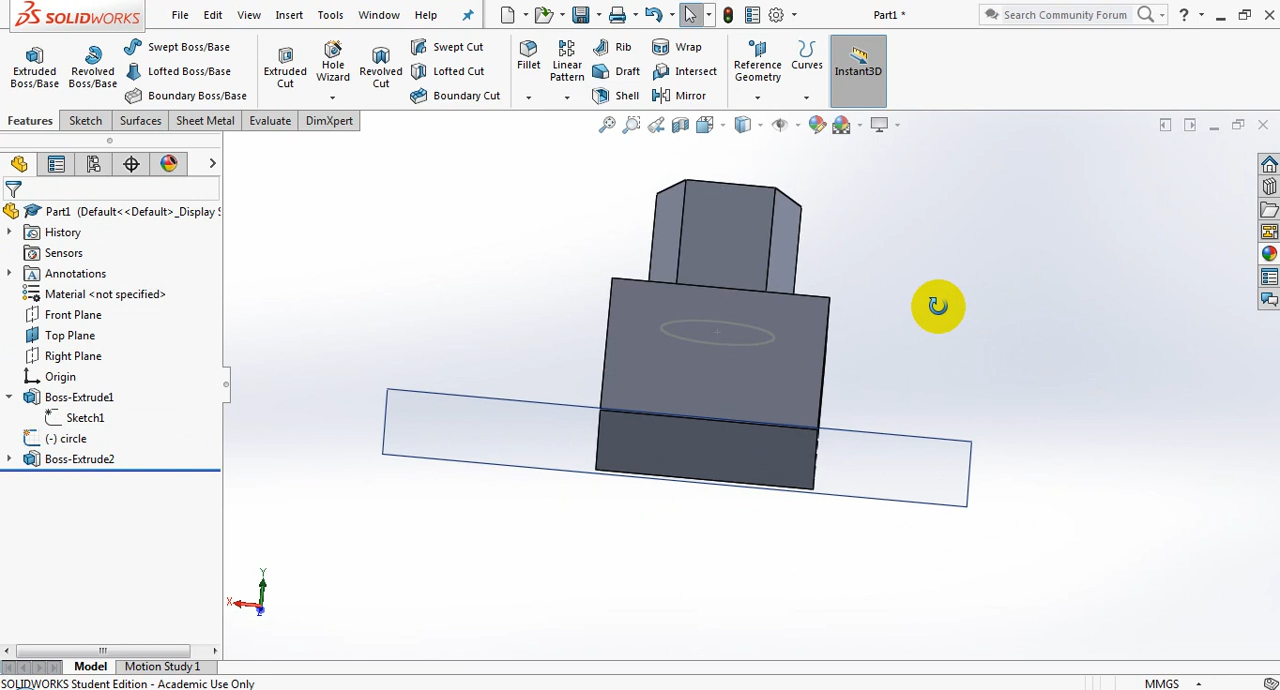 SOLIDWORKS File Edit View Insert Tools Window Help Part1 * Search Community Forum ?
Extruded Boss/Base
Revolved Boss/Base
Swept Boss/Base
Lofted Boss/Base
Boundary Boss/Base
Extruded Cut
Hole Wizard
Revolved Cut
Swept Cut
Lofted Cut
Boundary Cut
Fillet
Linear Pattern
Rib
Draft
Shell
Wrap
Intersect
Mirror
Reference Geometry
Curves
Instant3D
Features Sketch Surfaces Sheet Metal Evaluate DimXpert
Part1 (Default<<Default>_Display S
History
Sensors
Annotations
Material <not specified>
Front Plane
Top Plane
Right Plane
Origin
Boss-Extrude1
Sketch1
(-) circle
Boss-Extrude2
Y
X
Z
Model Motion Study 1
SOLIDWORKS Student Edition - Academic Use Only MMGS